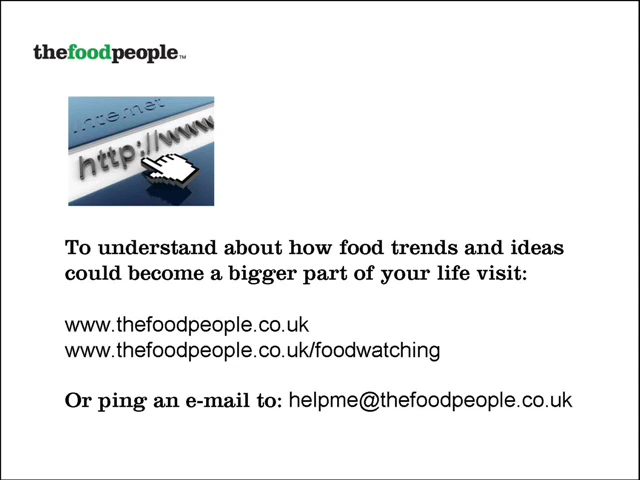 thefoodpeople™
Internet
http://www
To understand about how food trends and ideas
could become a bigger part of your life visit:
www.thefoodpeople.co.uk
www.thefoodpeople.co.uk/foodwatching
Or ping an e-mail to: helpme@thefoodpeople.co.uk